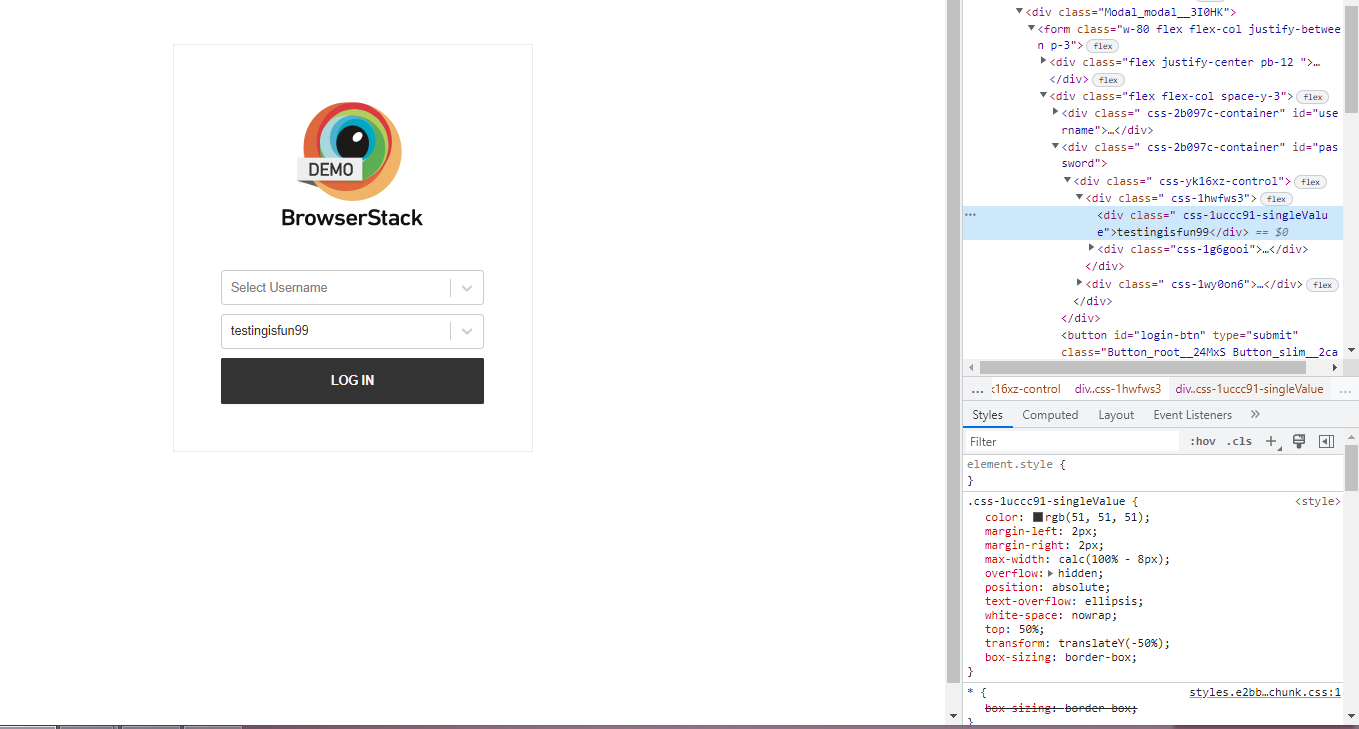 DEMO
BrowserStack
Select Username
testingisfun99
LOG IN
<div class="Modal_modal__3I0HK">
<form class="w-80 flex flex-col justify-betwee
n p-3"> flex
<div class="flex justify-center pb-12 ">…
</div> flex
<div class="flex flex-col space-y-3"> flex
<div class=" css-2b097c-container" id="use
rname">…</div>
<div class=" css-2b097c-container" id="pas
sword">
<div class=" css-yk16xz-control"> flex
<div class=" css-1hwfws3"> flex
<div class=" css-1uccc91-singleValu
e">testingisfun99</div> == $0
<div class="css-1g6gooi">…</div>
</div>
<div class=" css-1wy0on6">…</div> flex
</div>
</div>
<button id="login-btn" type="submit"
class="Button_root__24MxS Button_slim__2ca
… k16xz-control div..css-1hwfws3 div..css-1uccc91-singleValue …
Styles Computed Layout Event Listeners »
Filter :hov .cls +
element.style {
}
.css-1uccc91-singleValue { <style>
color: rgb(51, 51, 51);
margin-left: 2px;
margin-right: 2px;
max-width: calc(100% - 8px);
overflow: hidden;
position: absolute;
text-overflow: ellipsis;
white-space: nowrap;
top: 50%;
transform: translateY(-50%);
box-sizing: border-box;
}
* { styles.e2bb…chunk.css:1
box-sizing: border-box;
}